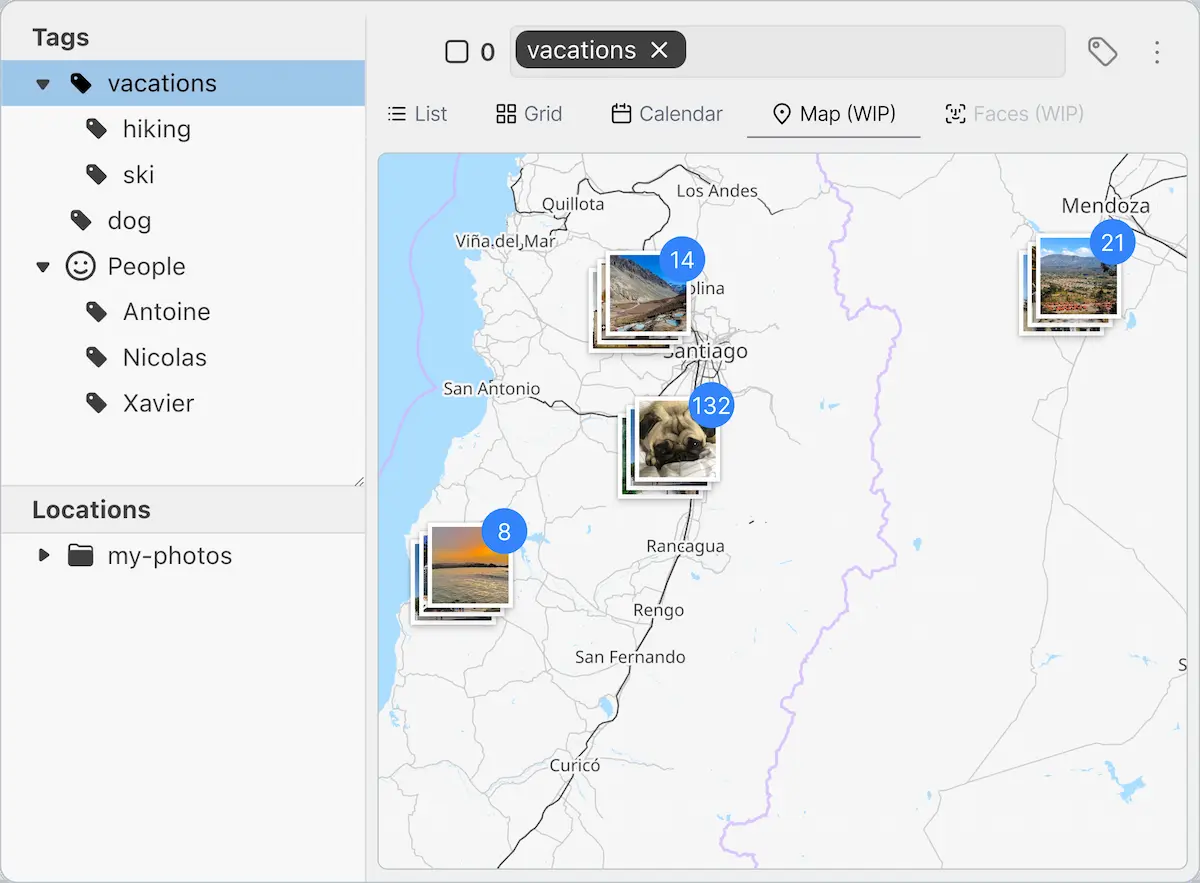 Tags
vacations
hiking
ski
dog
People
Antoine
Nicolas
Xavier
Locations
my-photos
0
vacations
List
Grid
Calendar
Map (WIP)
Faces (WIP)
Los Andes
Quillota
Mendoza
Viña del Mar
21
14
Santiago
San Antonio
132
8
Rancagua
Rengo
San Fernando
Curicó